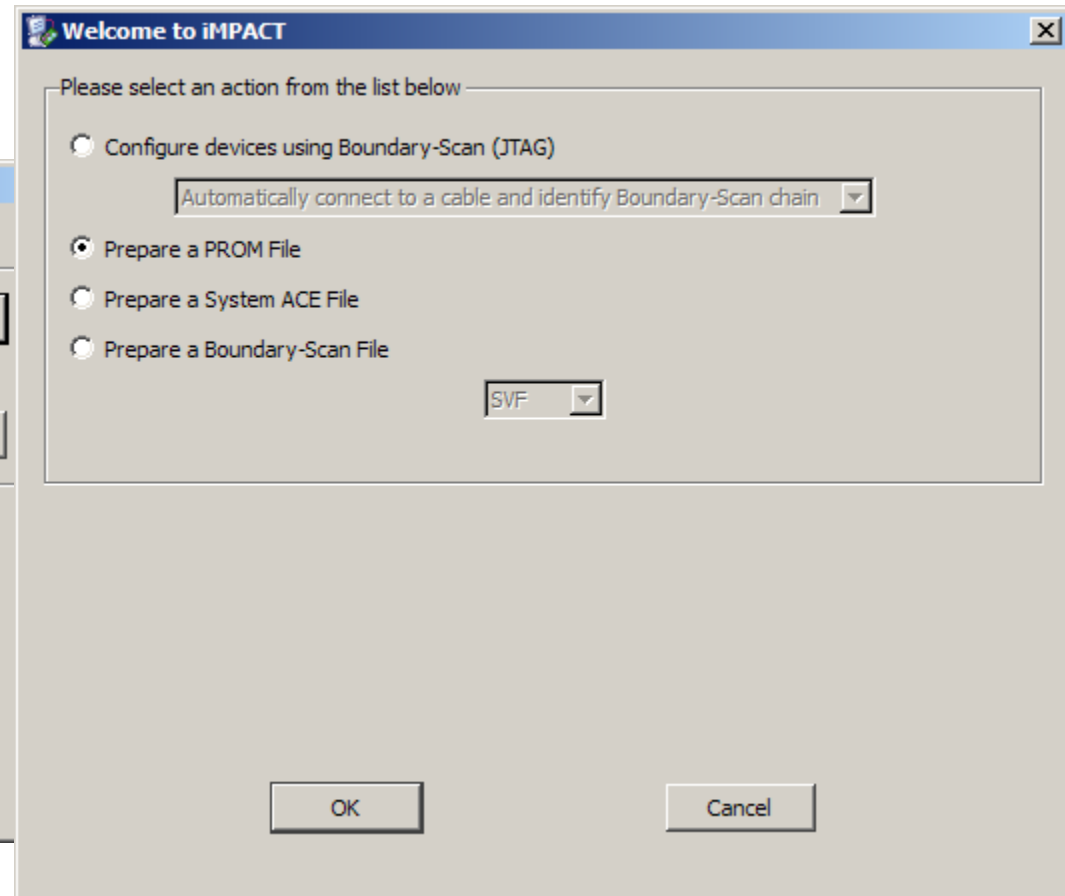 Welcome to iMPACT
Please select an action from the list below
Configure devices using Boundary-Scan (JTAG)
Automatically connect to a cable and identify Boundary-Scan chain
Prepare a PROM File
Prepare a System ACE File
Prepare a Boundary-Scan File
SVF
OK Cancel